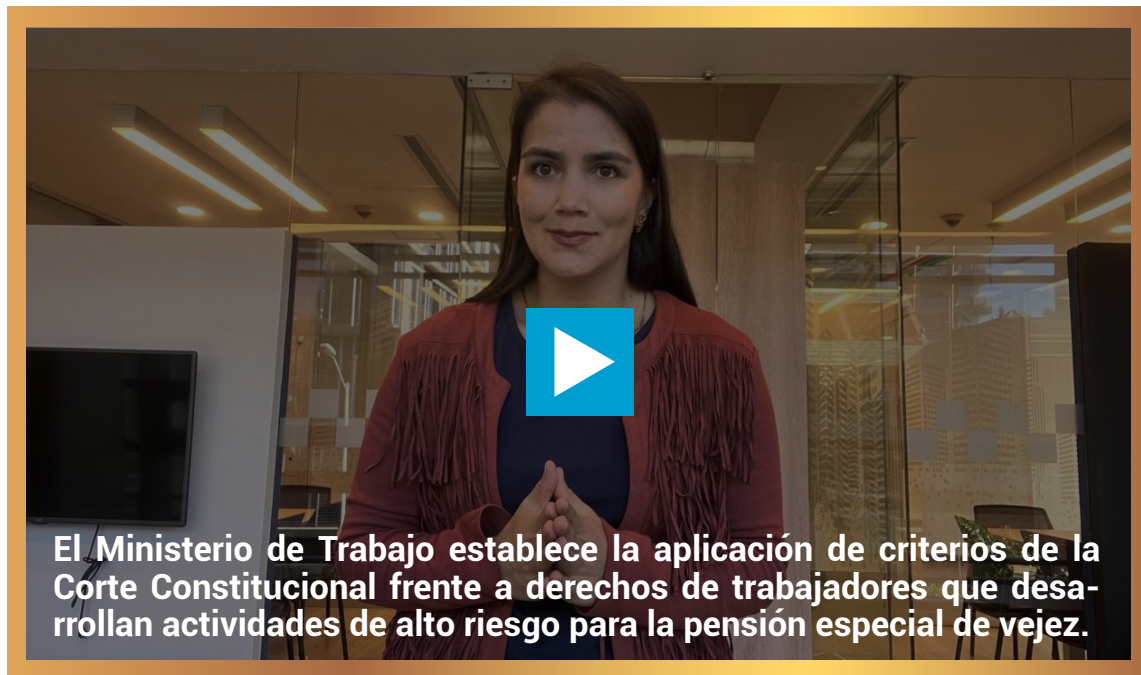 El Ministerio de Trabajo establece la aplicación de criterios de la
Corte Constitucional frente a derechos de trabajadores que desa-
rrollan actividades de alto riesgo para la pensión especial de vejez.